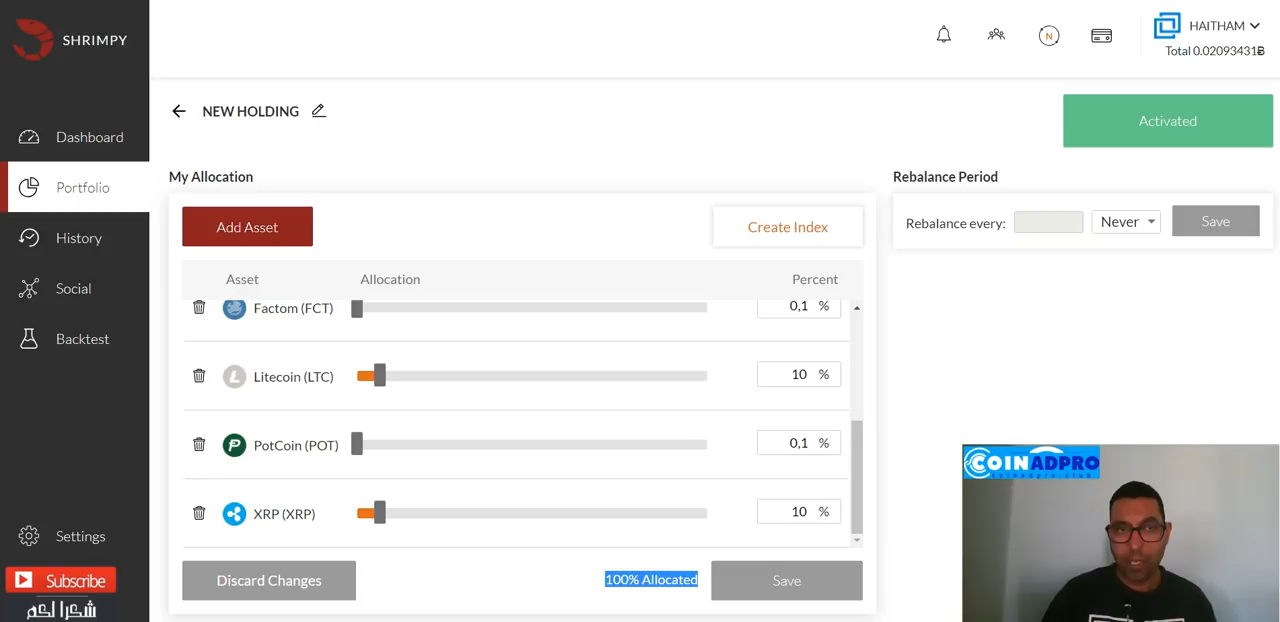 SHRIMPY
HAITHAM
Total 0.02093431Ƀ
N
NEW HOLDING
Activated
Dashboard
Portfolio
History
Social
Backtest
Settings
My Allocation
Add Asset
Create Index
Asset Allocation Percent
Factom (FCT) 0,1 %
Litecoin (LTC) 10 %
PotCoin (POT) 0,1 %
XRP (XRP) 10 %
Discard Changes
100% Allocated
Save
Rebalance Period
Rebalance every: Never Save
Subscribe
شكرا لكم
COINADPRO
coinadpro.club